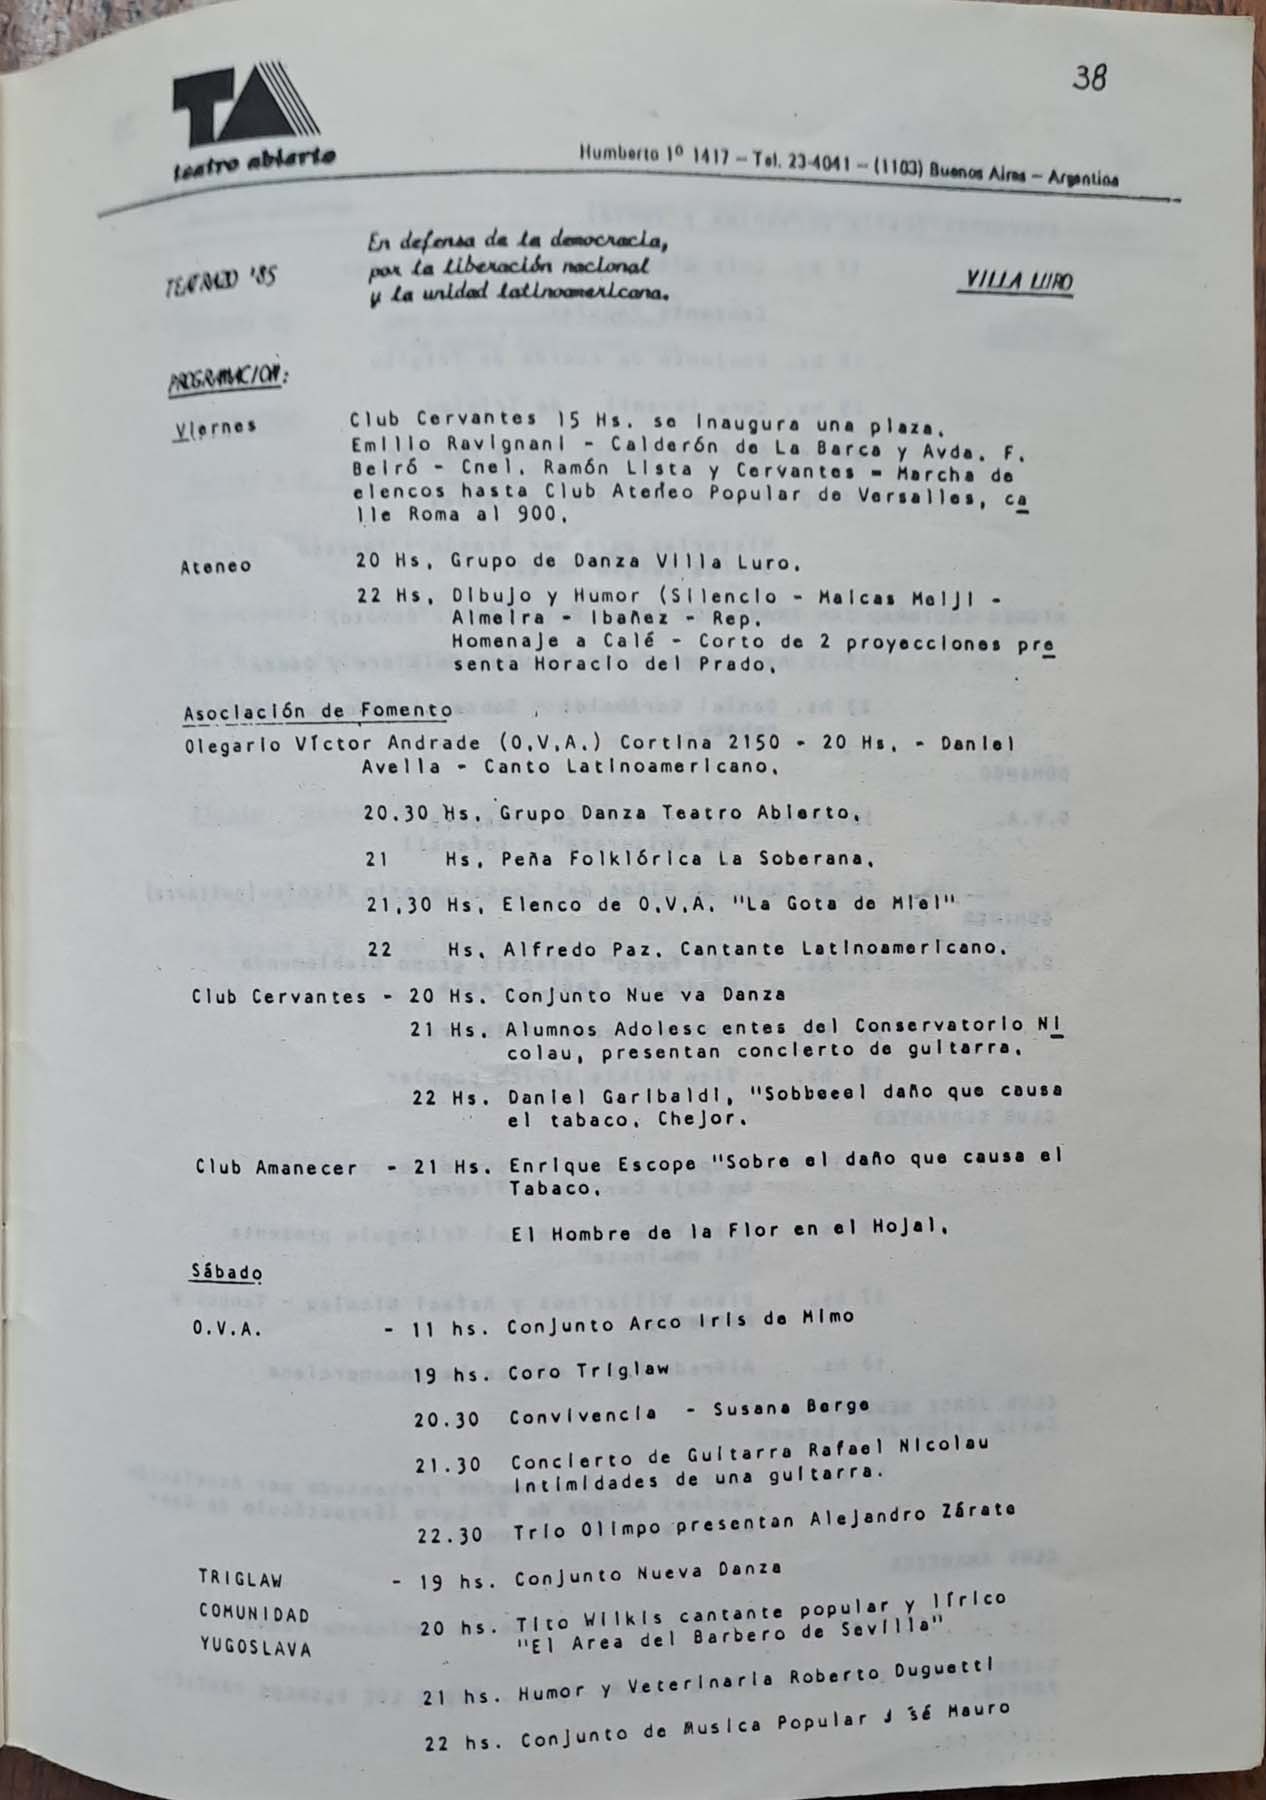 38
TA
teatro abierto
Humberto 1º 1417 — Tel. 23-4041 — (1103) Buenos Aires — Argentina
En defensa de la democracia,
TEATRAZO '85 por la liberación nacional VILLA LURO
y la unidad latinoamericana.
PROGRAMACION:
Viernes Club Cervantes 15 Hs. se inaugura una plaza.
Emilio Ravignani - Calderón de La Barca y Avda. F.
Beiró - Cnel. Ramón Lista y Cervantes - Marcha de
elencos hasta Club Ateneo Popular de Versalles, ca
lle Roma al 900.
Ateneo 20 Hs. Grupo de Danza Villa Luro.
22 Hs. Dibujo y Humor (Silencio - Maicas Meiji -
Almeira - Ibañez - Rep.
Homenaje a Calé - Corto de 2 proyecciones pre
senta Horacio del Prado.
Asociación de Fomento
Olegario Víctor Andrade (O.V.A.) Cortina 2150 - 20 Hs. - Daniel
Avella - Canto Latinoamericano.
20.30 Hs. Grupo Danza Teatro Abierto.
21 Hs. Peña Folklórica La Soberana.
21.30 Hs. Elenco de O.V.A. "La Gota de Miel"
22 Hs. Alfredo Paz. Cantante Latinoamericano.
Club Cervantes - 20 Hs. Conjunto Nue va Danza
21 Hs. Alumnos Adolesc entes del Conservatorio Ni
colau, presentan concierto de guitarra.
22 Hs. Daniel Garibaldi, "Sobbeeel daño que causa
el tabaco. Chejor.
Club Amanecer - 21 Hs. Enrique Escope "Sobre el daño que causa el
Tabaco.
El Hombre de la Flor en el Hojal.
Sábado
O.V.A. - 11 hs. Conjunto Arco Iris de Mimo
19 hs. Coro Triglaw
20.30 Convivencia - Susana Berge
21.30 Concierto de Guitarra Rafael Nicolau
Intimidades de una guitarra.
22.30 Trio Olimpo presentan Alejandro Zárate
TRIGLAW - 19 hs. Conjunto Nueva Danza
COMUNIDAD 20 hs. Tito Wilkis cantante popular y lírico
YUGOSLAVA "El Area del Barbero de Sevilla"
21 hs. Humor y Veterinaria Roberto Duguetti
22 hs. Conjunto de Musica Popular J sé Mauro